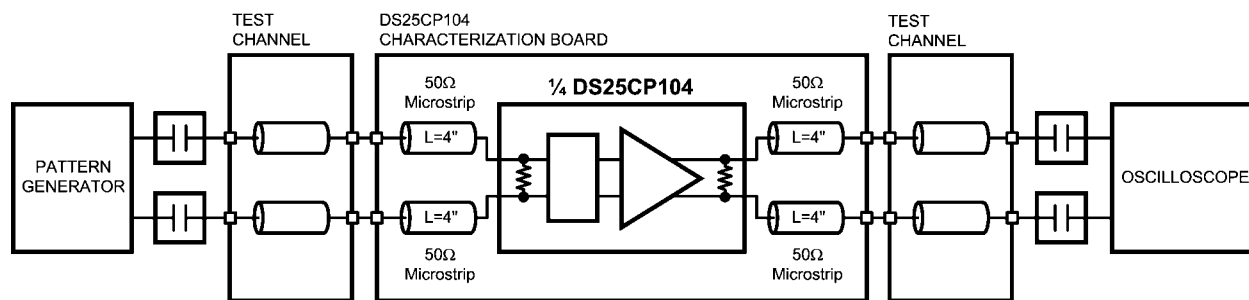 TEST
CHANNEL
DS25CP104
CHARACTERIZATION BOARD
TEST
CHANNEL
50Ω
Microstrip
¼ DS25CP104
50Ω
Microstrip
L=4"
L=4"
PATTERN
GENERATOR
OSCILLOSCOPE
L=4"
L=4"
50Ω
Microstrip
50Ω
Microstrip